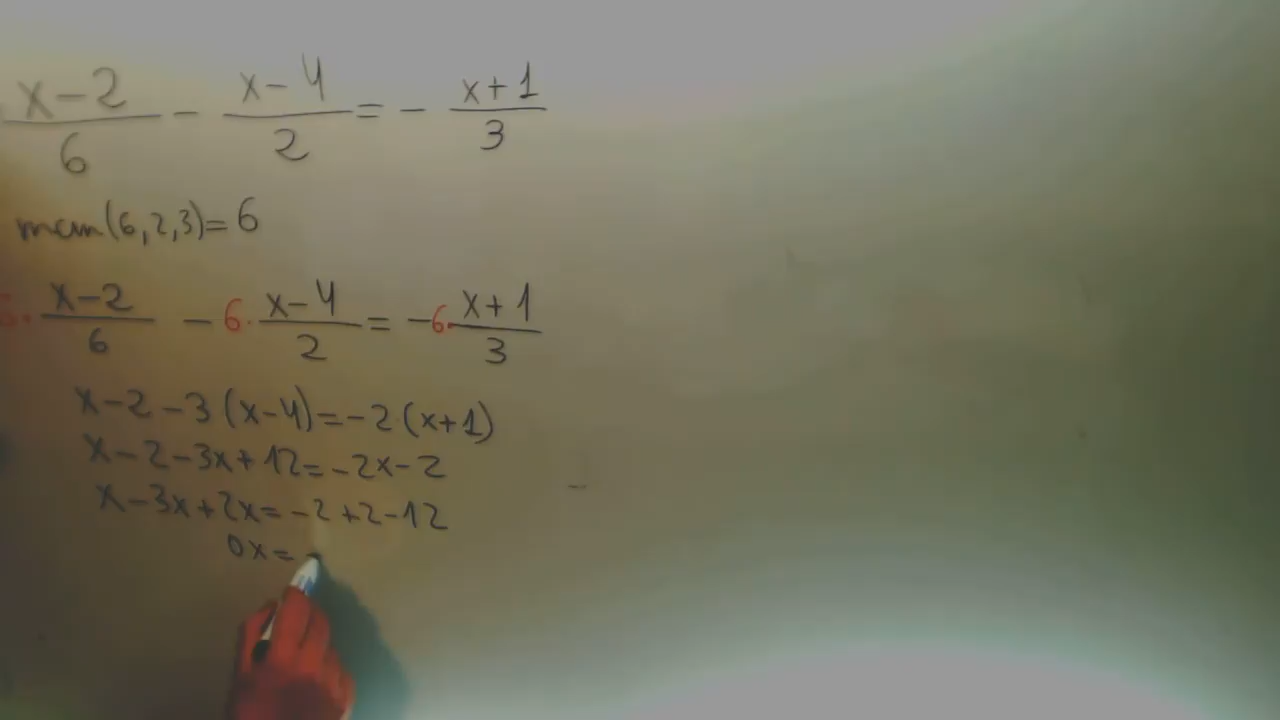 x-2/6 - x-4/2 = - x+1/3
mcm(6,2,3)=6
6· x-2/6 - 6· x-4/2 = -6· x+1/3
x-2-3(x-4)=-2·(x+1)
x-2-3x+12=-2x-2
x-3x+2x=-2+2-12
0x=